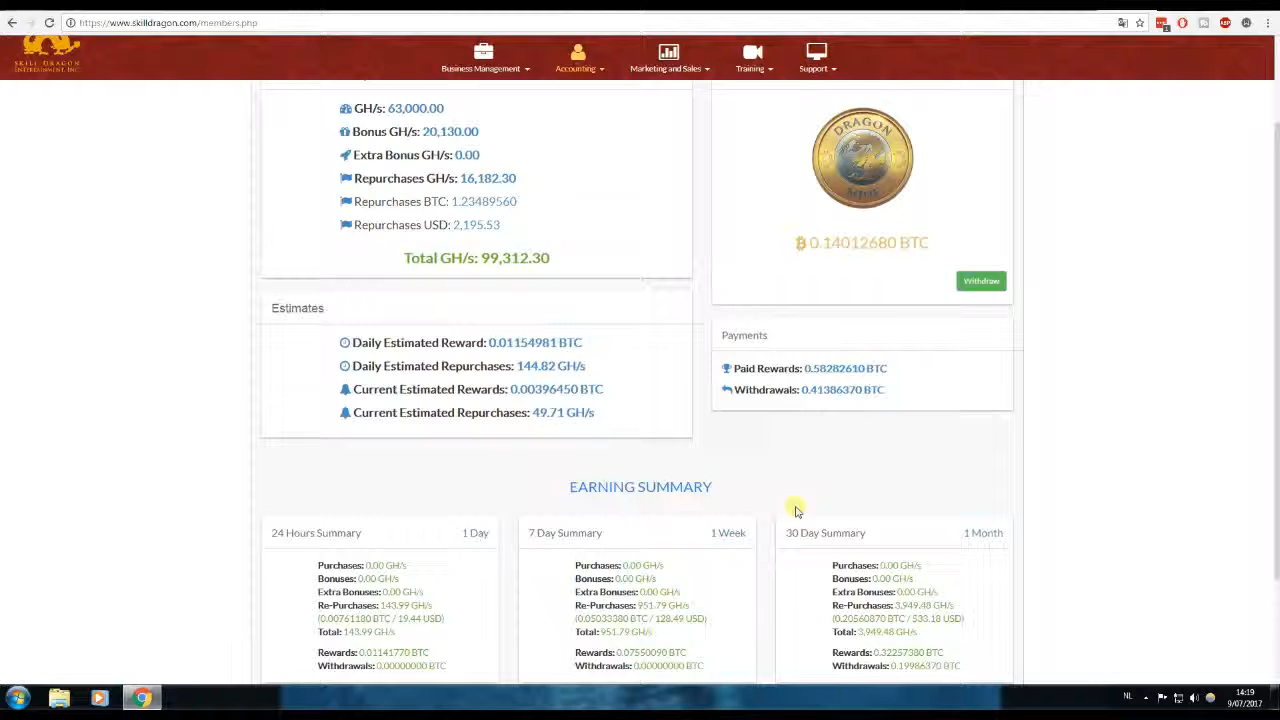 https://www.skilldragon.com/members.php
SKILL DRAGON
ENTERTAINMENT, INC.
Business Management
Accounting
Marketing and Sales
Training
Support
GH/s: 63,000.00
Bonus GH/s: 20,130.00
Extra Bonus GH/s: 0.00
Repurchases GH/s: 16,182.30
Repurchases BTC: 1.23489560
Repurchases USD: 2,195.53
Total GH/s: 99,312.30
DRAGON
0.14012680 BTC
Withdraw
Estimates
Daily Estimated Reward: 0.01154981 BTC
Daily Estimated Repurchases: 144.82 GH/s
Current Estimated Rewards: 0.00396450 BTC
Current Estimated Repurchases: 49.71 GH/s
Payments
Paid Rewards: 0.58282610 BTC
Withdrawals: 0.41386370 BTC
EARNING SUMMARY
24 Hours Summary 1 Day
Purchases: 0.00 GH/s
Bonuses: 0.00 GH/s
Extra Bonuses: 0.00 GH/s
Re-Purchases: 143.99 GH/s
(0.00761180 BTC / 19.44 USD)
Total: 143.99 GH/s
Rewards: 0.01141770 BTC
Withdrawals: 0.00000000 BTC
7 Day Summary 1 Week
Purchases: 0.00 GH/s
Bonuses: 0.00 GH/s
Extra Bonuses: 0.00 GH/s
Re-Purchases: 951.79 GH/s
(0.05033380 BTC / 128.49 USD)
Total: 951.79 GH/s
Rewards: 0.07550090 BTC
Withdrawals: 0.00000000 BTC
30 Day Summary 1 Month
Purchases: 0.00 GH/s
Bonuses: 0.00 GH/s
Extra Bonuses: 0.00 GH/s
Re-Purchases: 3,949.48 GH/s
(0.20560870 BTC / 533.18 USD)
Total: 3,949.48 GH/s
Rewards: 0.32257380 BTC
Withdrawals: 0.19986370 BTC
NL
14:19
9/07/2017